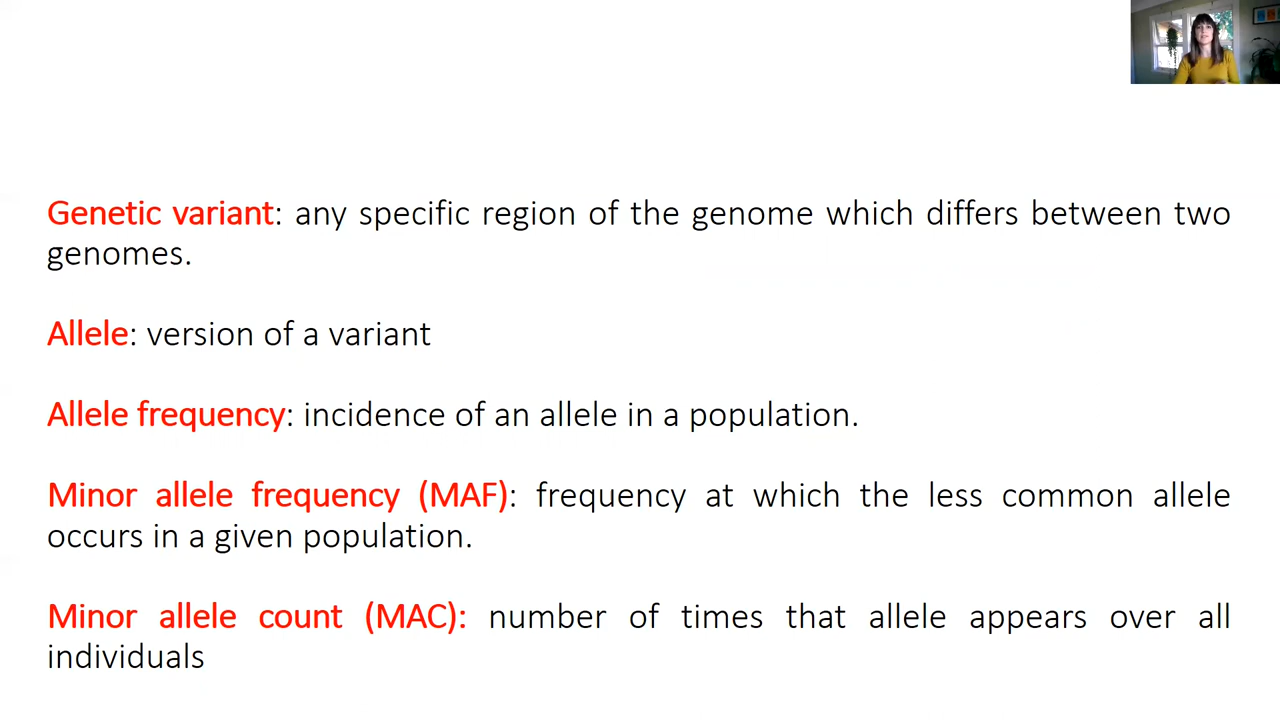 Genetic variant: any specific region of the genome which differs between two
genomes.
Allele: version of a variant
Allele frequency: incidence of an allele in a population.
Minor allele frequency (MAF): frequency at which the less common allele
occurs in a given population.
Minor allele count (MAC): number of times that allele appears over all
individuals